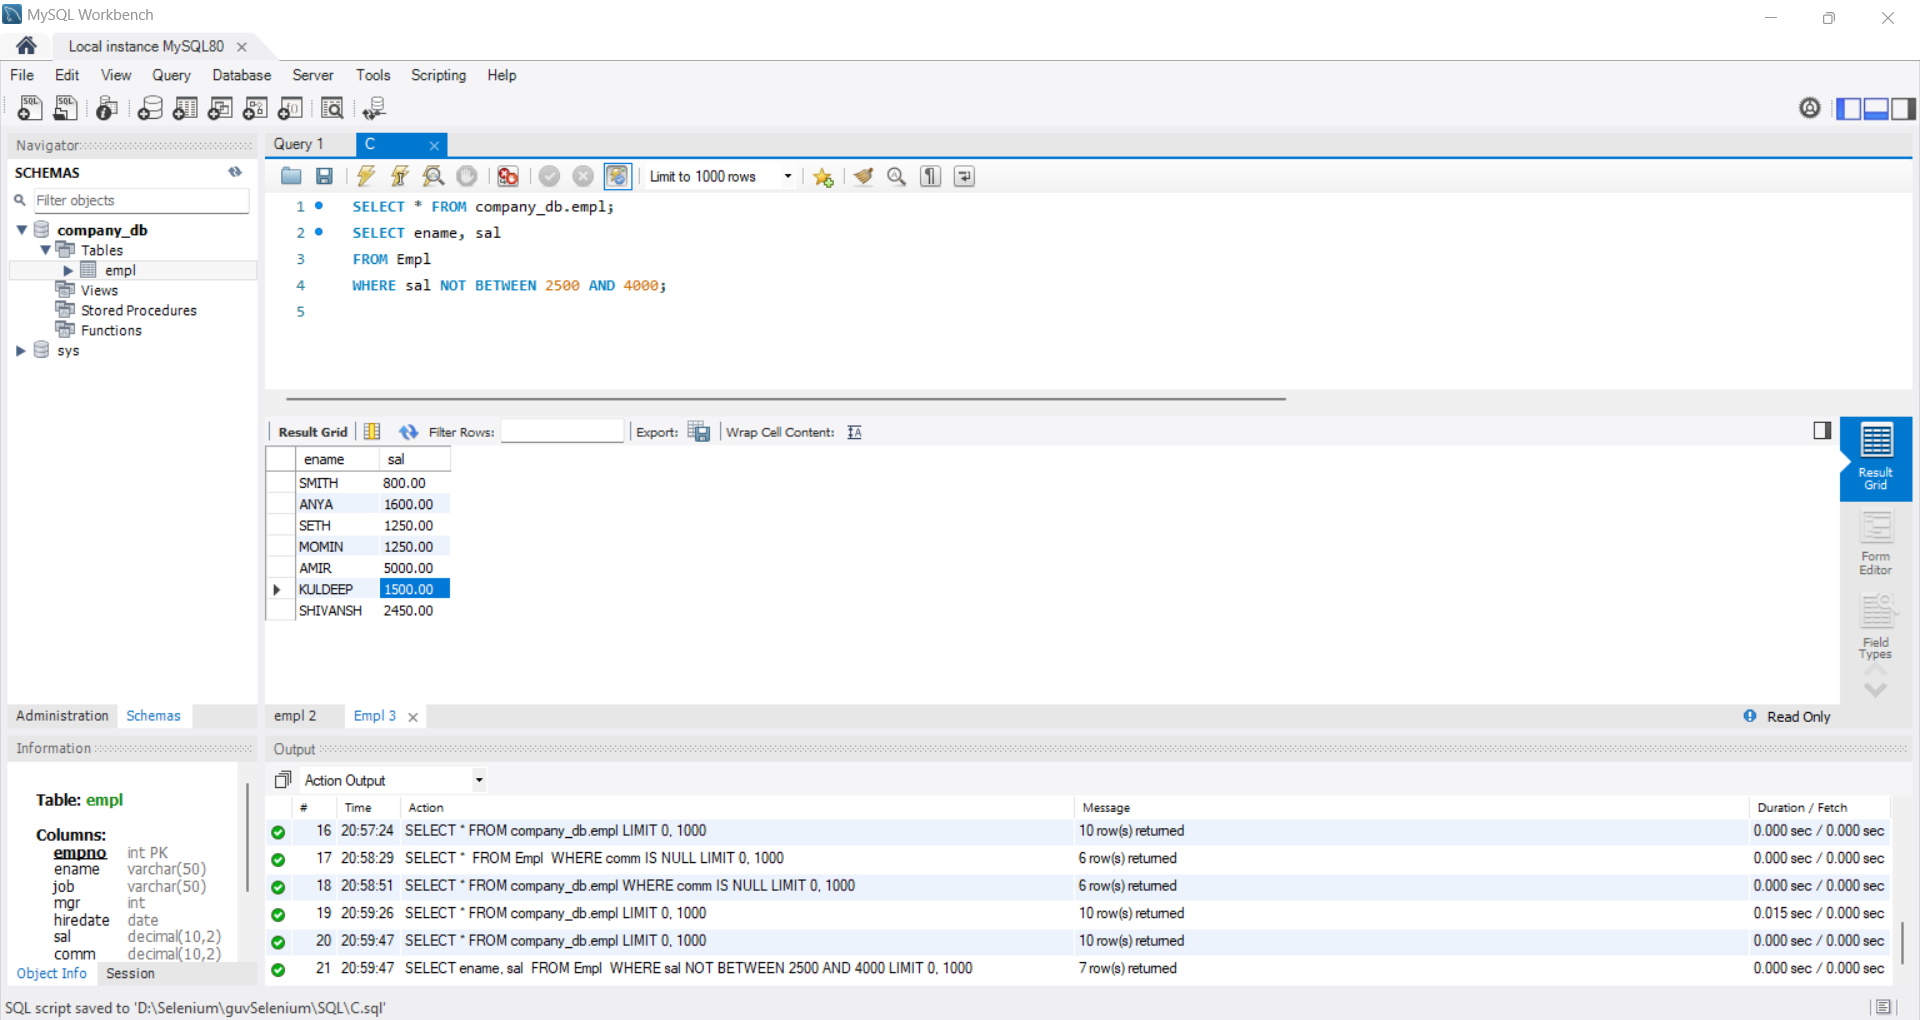 MySQL Workbench
Local instance MySQL80
File Edit View Query Database Server Tools Scripting Help
Navigator
SCHEMAS
Filter objects
company_db
Tables
empl
Views
Stored Procedures
Functions
sys
Administration Schemas
Information
Table: empl
Columns:
empno int PK
ename varchar(50)
job varchar(50)
mgr int
hiredate date
sal decimal(10,2)
comm decimal(10,2)
Object Info Session
Query 1 C
Limit to 1000 rows
1 SELECT * FROM company_db.empl;
2 SELECT ename, sal
3 FROM Empl
4 WHERE sal NOT BETWEEN 2500 AND 4000;
5
Result Grid Filter Rows: Export: Wrap Cell Content:
ename sal
SMITH 800.00
ANYA 1600.00
SETH 1250.00
MOMIN 1250.00
AMIR 5000.00
KULDEEP 1500.00
SHIVANSH 2450.00
Result
Grid
Form
Editor
Field
Types
empl 2 Empl 3
Read Only
Output
Action Output
# Time Action Message Duration / Fetch
16 20:57:24 SELECT * FROM company_db.empl LIMIT 0, 1000 10 row(s) returned 0.000 sec / 0.000 sec
17 20:58:29 SELECT * FROM Empl WHERE comm IS NULL LIMIT 0, 1000 6 row(s) returned 0.000 sec / 0.000 sec
18 20:58:51 SELECT * FROM company_db.empl WHERE comm IS NULL LIMIT 0, 1000 6 row(s) returned 0.000 sec / 0.000 sec
19 20:59:26 SELECT * FROM company_db.empl LIMIT 0, 1000 10 row(s) returned 0.015 sec / 0.000 sec
20 20:59:47 SELECT * FROM company_db.empl LIMIT 0, 1000 10 row(s) returned 0.000 sec / 0.000 sec
21 20:59:47 SELECT ename, sal FROM Empl WHERE sal NOT BETWEEN 2500 AND 4000 LIMIT 0, 1000 7 row(s) returned 0.000 sec / 0.000 sec
SQL script saved to 'D:\Selenium\guvSelenium\SQL\C.sql'